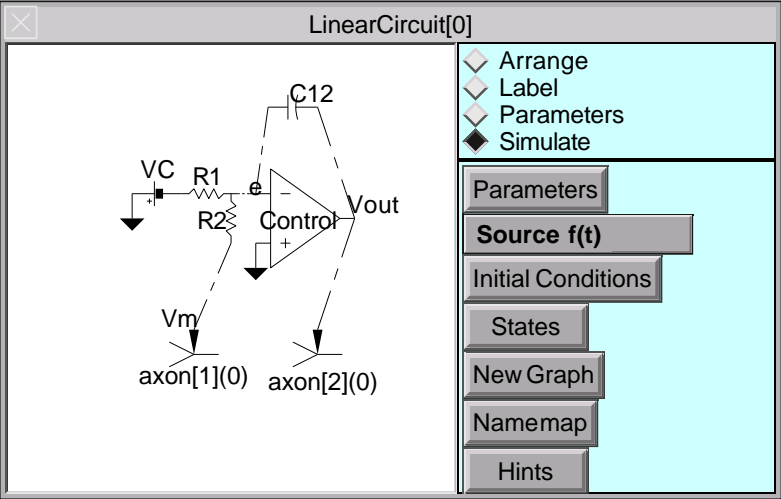 LinearCircuit[0]
C12
VC
R1
e
−
R2
Control
Vout
+
+
Vm
axon[1](0)
axon[2](0)
Arrange
Label
Parameters
Simulate
Parameters
Source f(t)
Initial Conditions
States
New Graph
Namemap
Hints